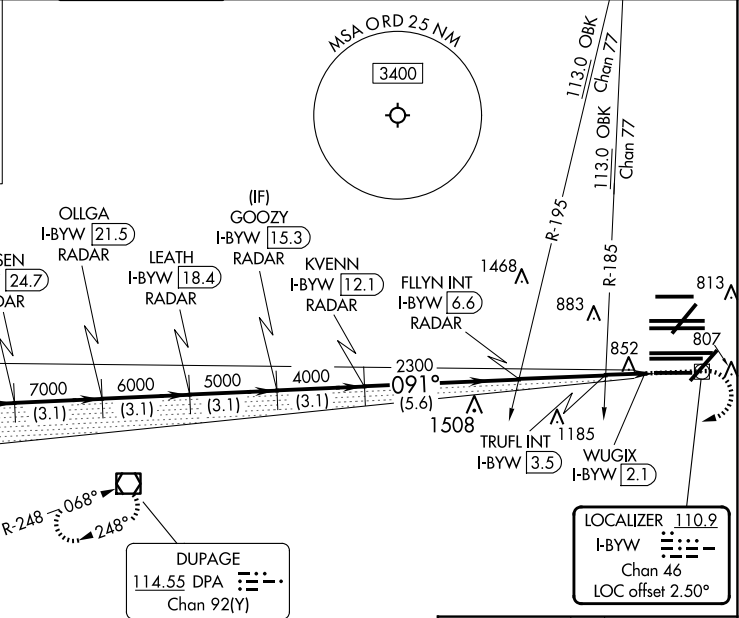 MSA ORD 25 NM
3400
113.0 OBK
Chan 77
113.0 OBK
Chan 77
R-195
R-185
(IF)
GOOZY
I-BYW 15.3
RADAR
OLLGA
I-BYW 21.5
RADAR
LEATH
I-BYW 18.4
RADAR
SEN
24.7
DAR
KVENN
I-BYW 12.1
RADAR
FLLYN INT
I-BYW 6.6
RADAR
1468
883
813
852
807
7000
(3.1)
6000
(3.1)
5000
(3.1)
4000
(3.1)
2300
091°
(5.6)
1508
1185
TRUFL INT
I-BYW 3.5
WUGIX
I-BYW 2.1
R-248
068°
248°
DUPAGE
114.55 DPA
Chan 92(Y)
LOCALIZER 110.9
I-BYW
Chan 46
LOC offset 2.50°